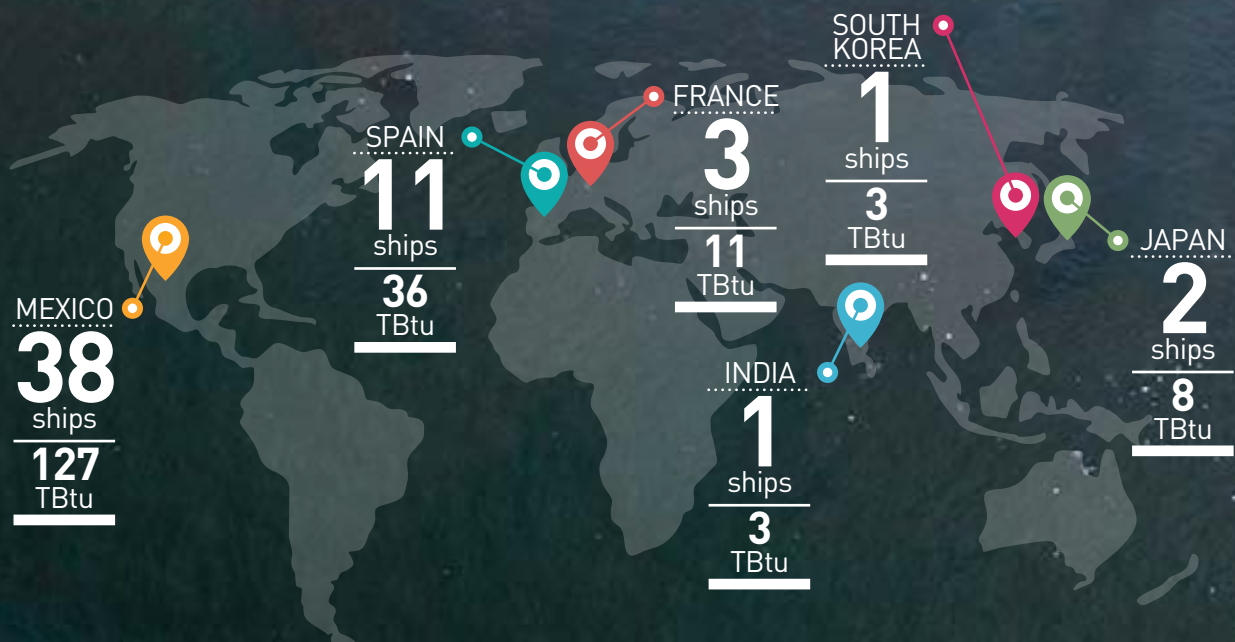 MEXICO
38
ships
127
TBtu
SPAIN
11
ships
36
TBtu
FRANCE
3
ships
11
TBtu
SOUTH
KOREA
1
ships
3
TBtu
INDIA
1
ships
3
TBtu
JAPAN
2
ships
8
TBtu